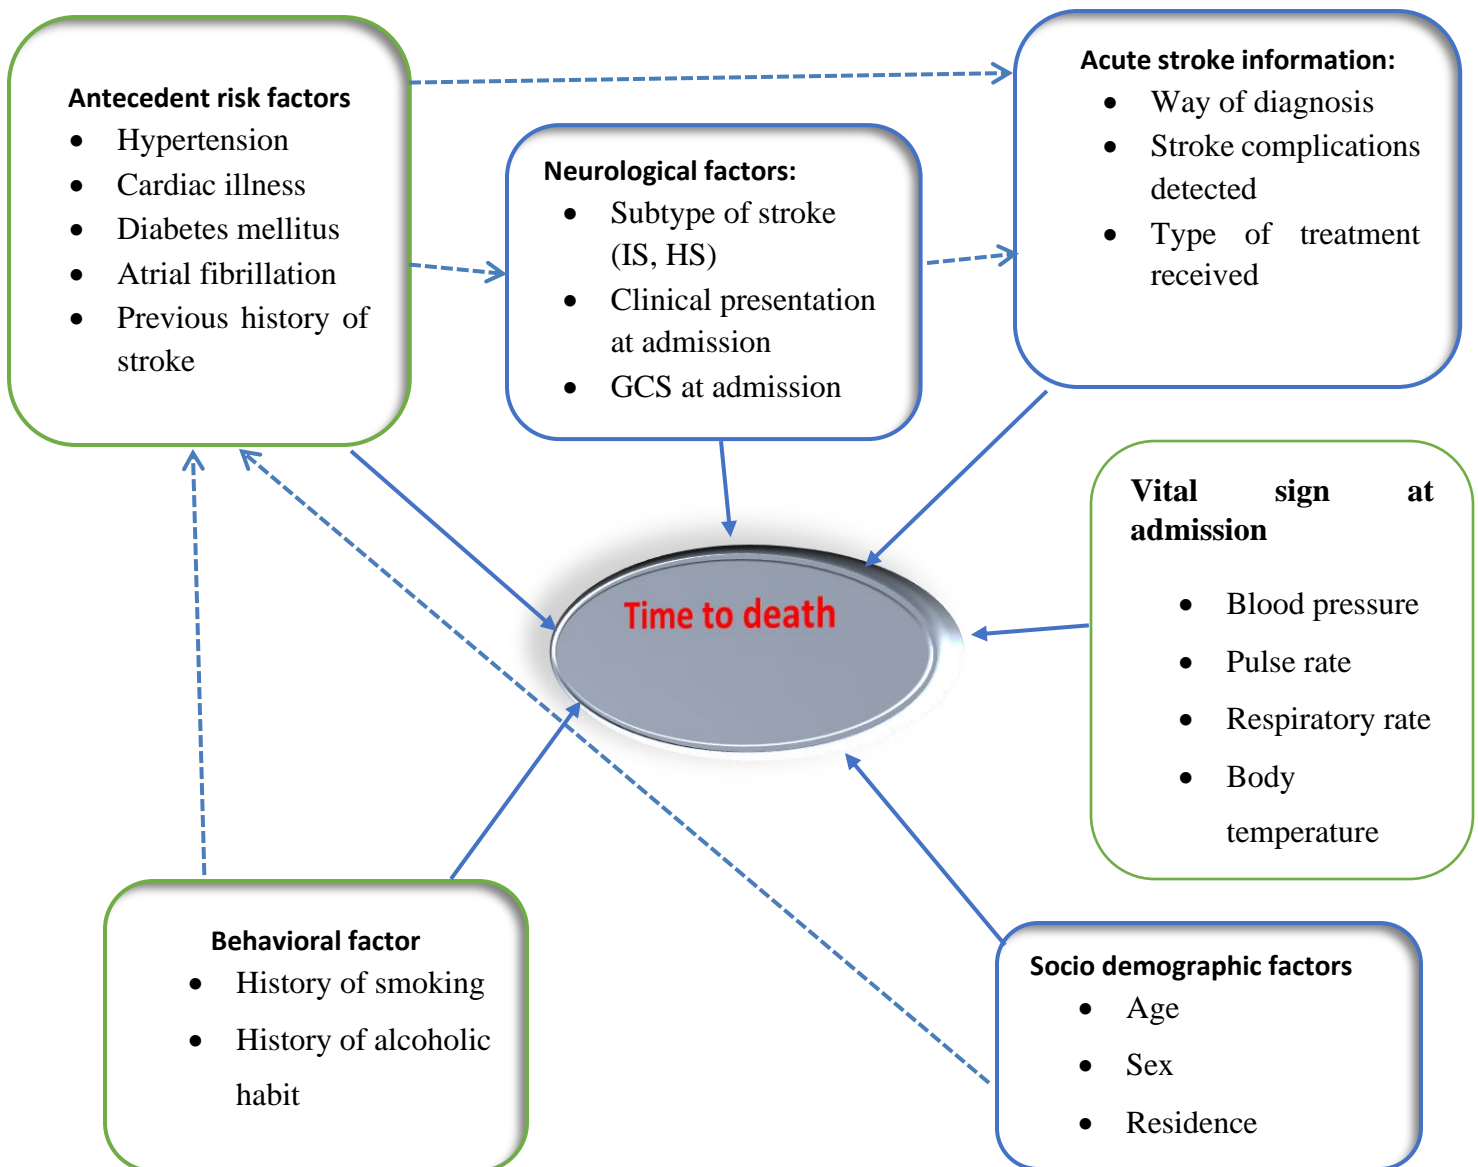 Antecedent risk factors
• Hypertension
• Cardiac illness
• Diabetes mellitus
• Atrial fibrillation
• Previous history of
stroke
Neurological factors:
• Subtype of stroke
(IS, HS)
• Clinical presentation
at admission
• GCS at admission
Acute stroke information:
• Way of diagnosis
• Stroke complications
detected
• Type of treatment
received
Time to death
Vital sign at
admission
• Blood pressure
• Pulse rate
• Respiratory rate
• Body
temperature
Behavioral factor
• History of smoking
• History of alcoholic
habit
Socio demographic factors
• Age
• Sex
• Residence